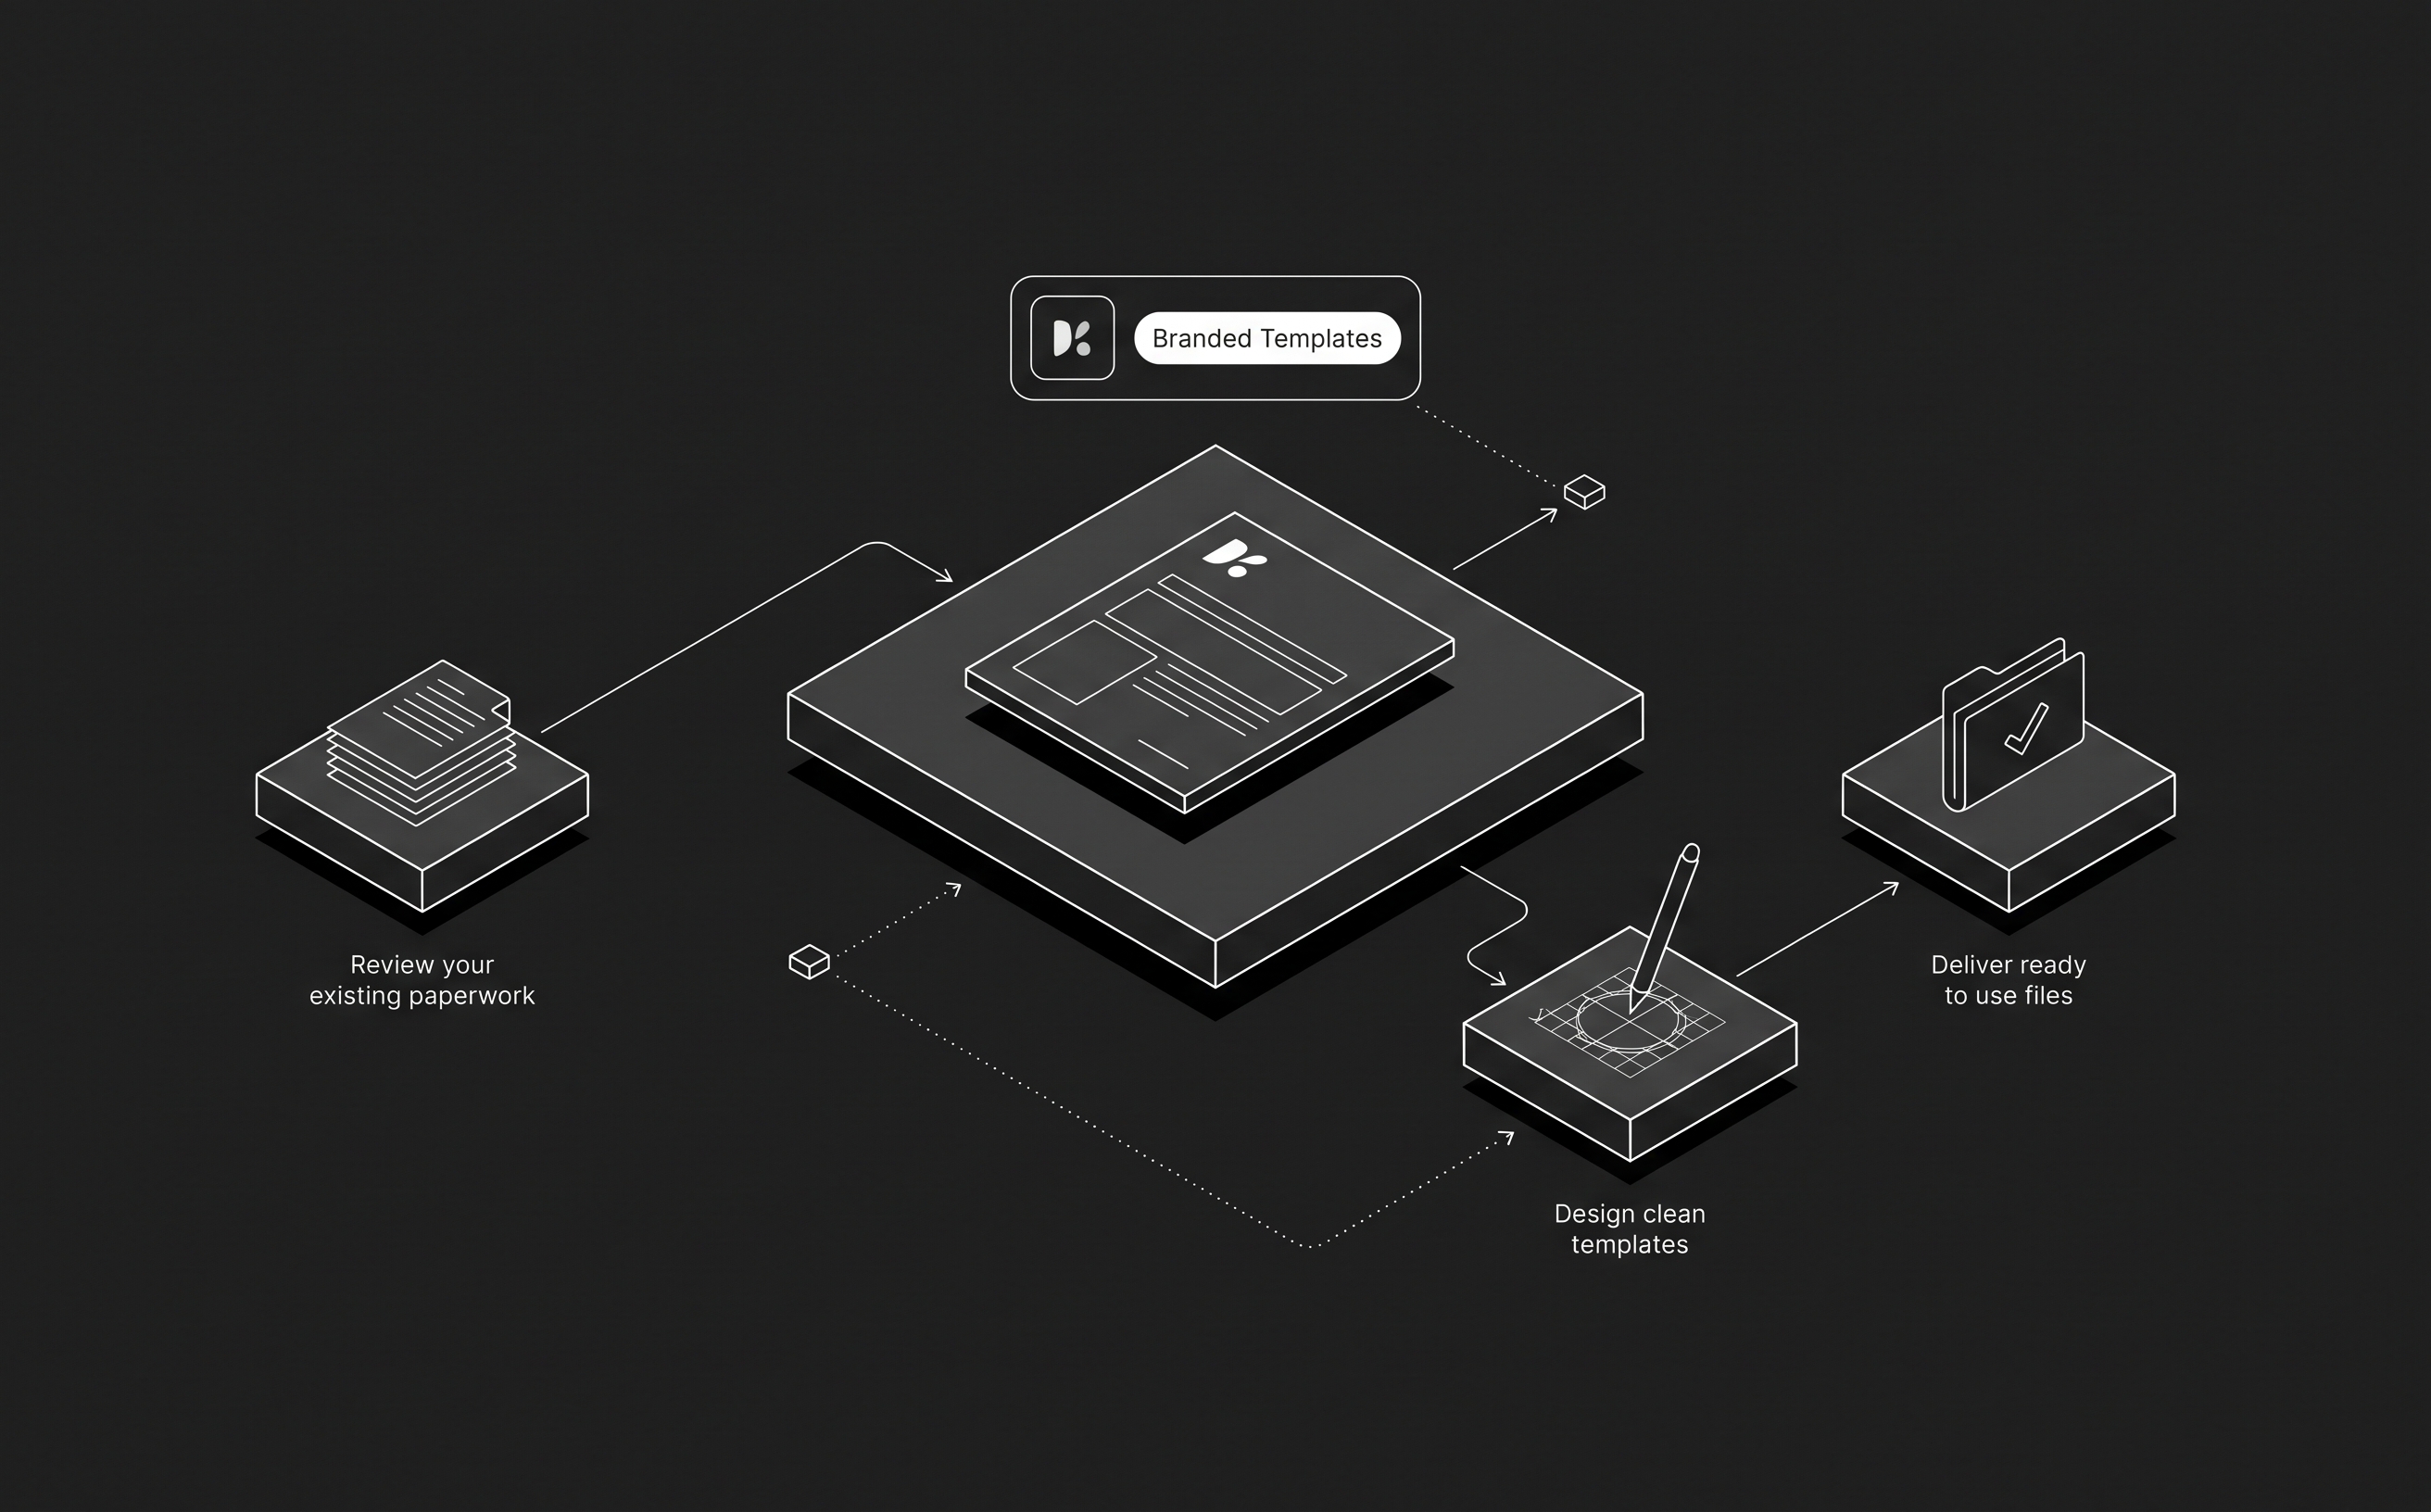 Branded Templates
Review your
existing paperwork
Design clean
templates
Deliver ready
to use files